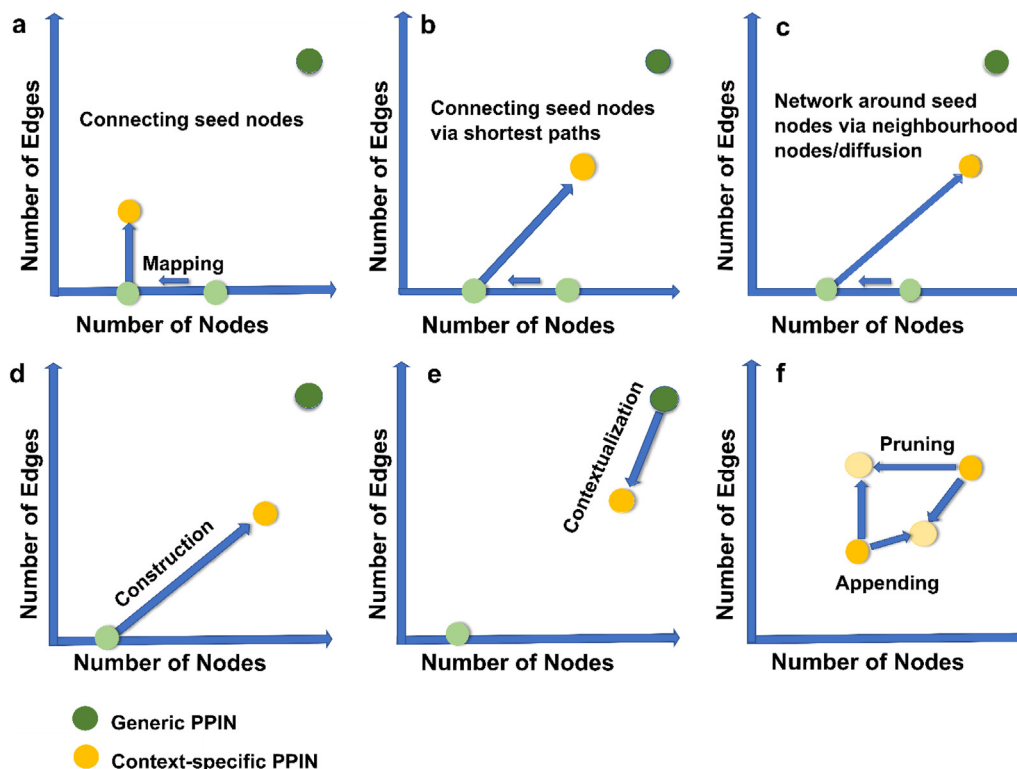 a
Number of Edges
Connecting seed nodes
Mapping
Number of Nodes
b
Number of Edges
Connecting seed nodes
via shortest paths
Number of Nodes
c
Number of Edges
Network around seed
nodes via neighbourhood
nodes/diffusion
Number of Nodes
d
Number of Edges
Construction
Number of Nodes
e
Number of Edges
Contextualization
Number of Nodes
f
Number of Edges
Pruning
Appending
Number of Nodes
Generic PPIN
Context-specific PPIN